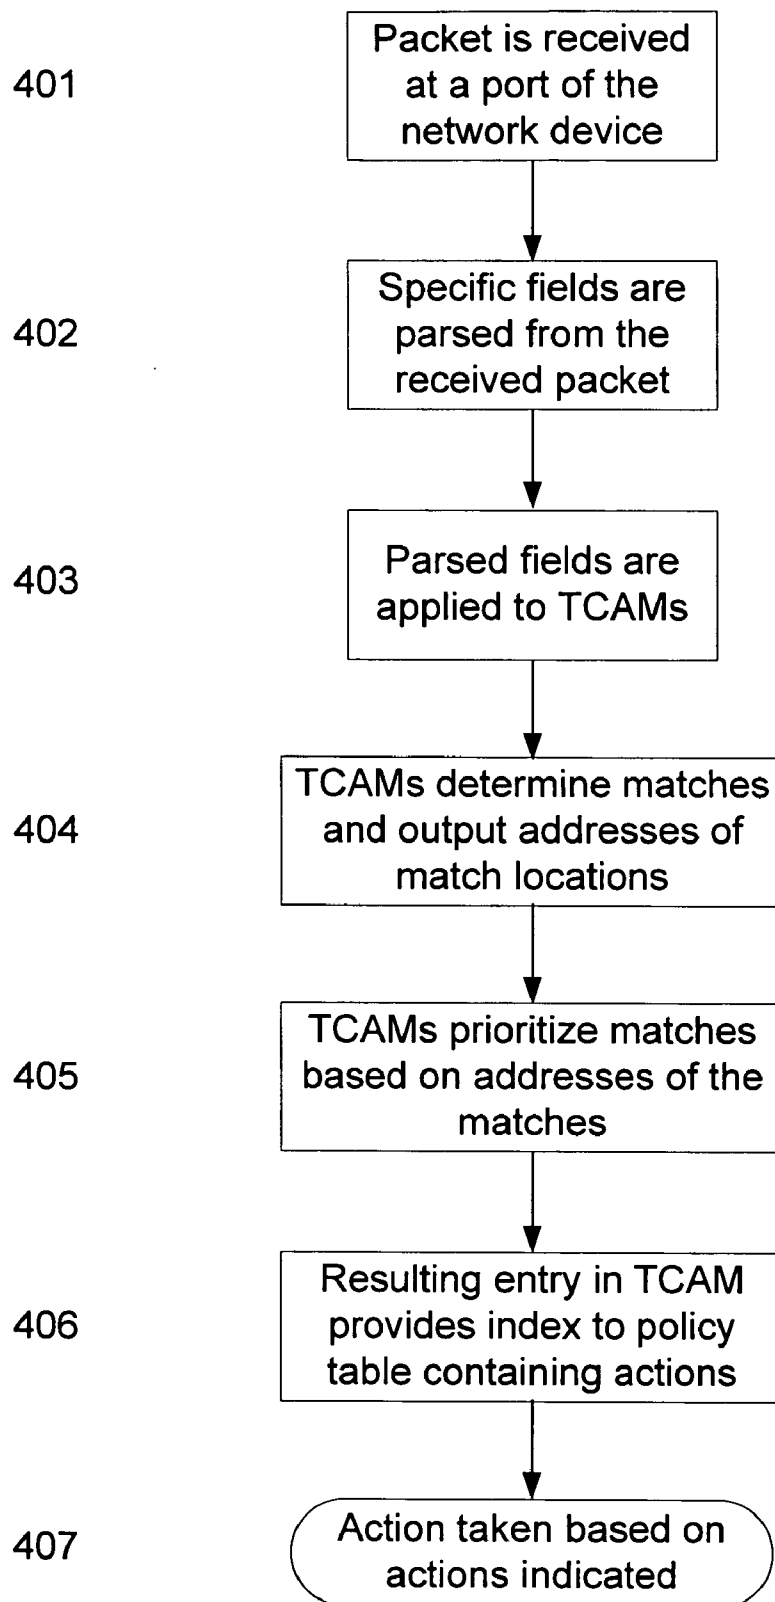 Packet is received
401
at a port of the
network device
Specific fields are
402
parsed from the
received packet
403
Parsed fields are
applied to TCAMs
TCAMs determine matches
404
and output addresses of
match locations
TCAMs prioritize matches
405
based on addresses of the
matches
Resulting entry in TCAM
406
provides index to policy
table containing actions
407
Action taken based on
actions indicated